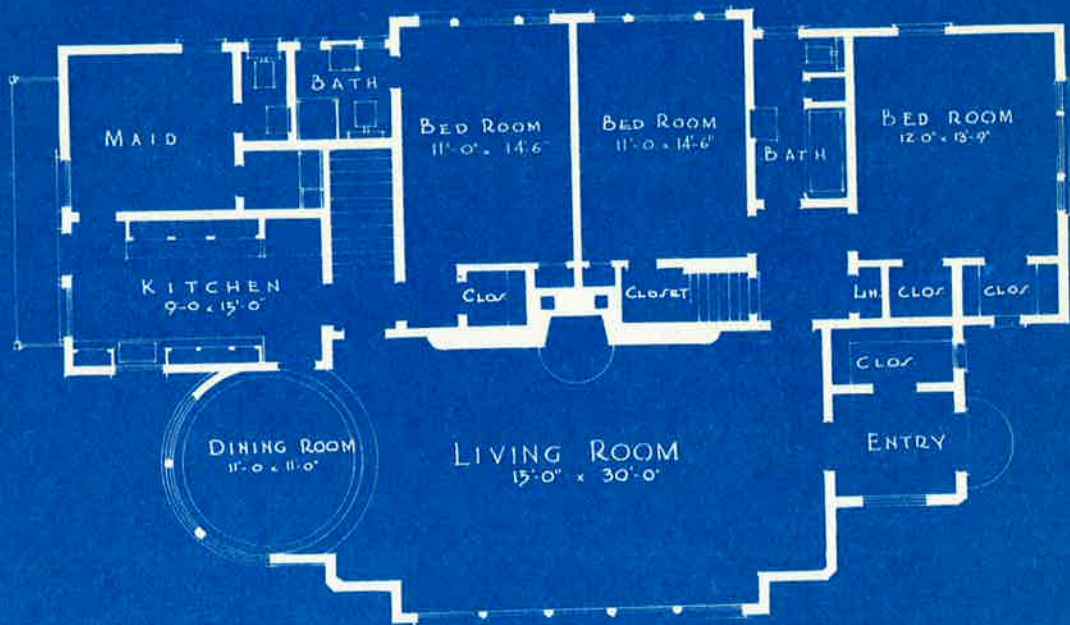 BATH
MAID
BED ROOM
11'-0" x 14'-6"
BED ROOM
11'-0 x 14'-6"
BATH
BED ROOM
12'-0" x 13'-9"
KITCHEN
9-0 x 15'-0"
CLOS.
CLOSET
LIN.
CLOS
CLOS
CLOS.
DINING ROOM
11'-0 x 11'-0"
LIVING ROOM
15'-0" x 30'-0"
ENTRY